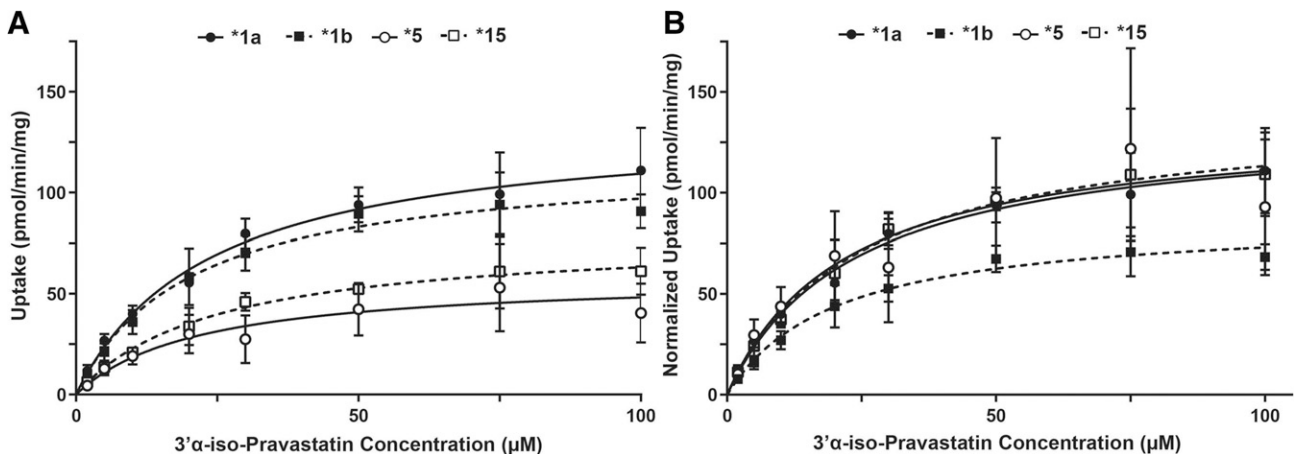 A
*1a *1b *5 *15
Uptake (pmol/min/mg)
150
100
50
0
0 50 100
3'α-iso-Pravastatin Concentration (µM)
B
*1a *1b *5 *15
Normalized Uptake (pmol/min/mg)
150
100
50
0
0 50 100
3'α-iso-Pravastatin Concentration (µM)